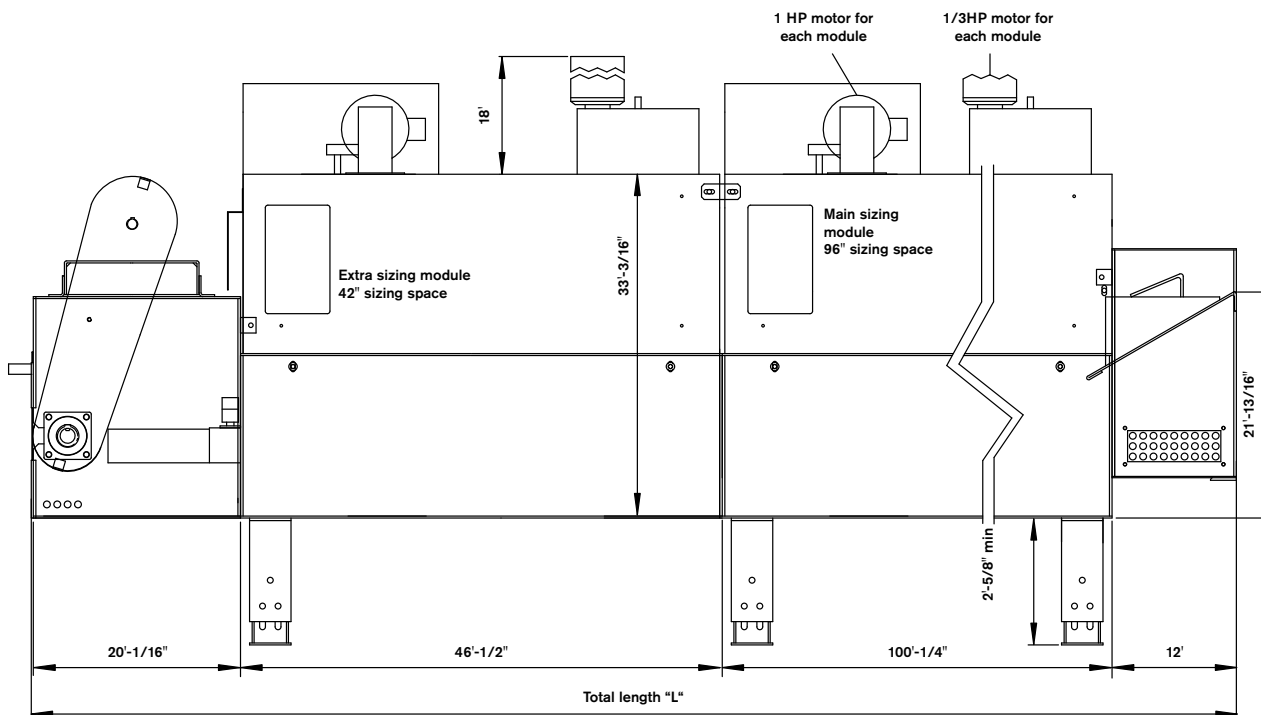 1 HP motor for
each module
1/3HP motor for
each module
18'
Extra sizing module
42" sizing space
33'-3/16"
Main sizing
module
96" sizing space
21'-13/16"
2'-5/8" min
20'-1/16"
46'-1/2"
100'-1/4"
12'
Total length "L"